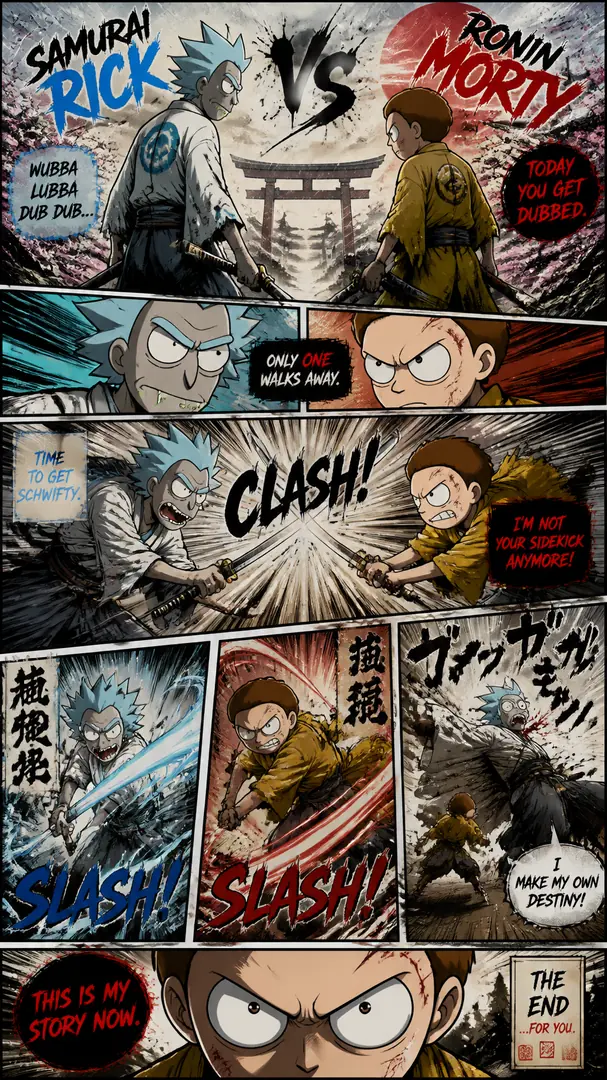 SAMURAI
RICK
VS
RONIN
MORTY
WUBBA
LUBBA
DUB DUB...
TODAY
YOU GET
DUBBED.
ONLY ONE
WALKS AWAY.
TIME
TO GET
SCHWIFTY.
CLASH!
I'M NOT
YOUR SIDEKICK
ANYMORE!
SLASH!
SLASH!
I
MAKE MY OWN
DESTINY!
THIS IS MY
STORY NOW.
THE
END
...FOR YOU.